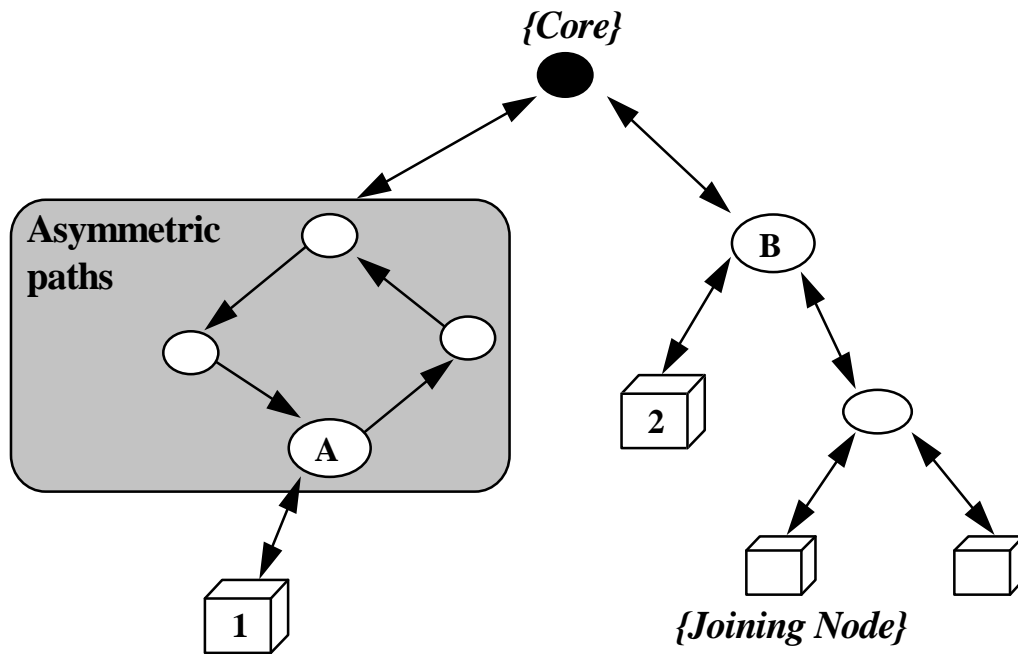 {Core}
Asymmetric
paths
B
2
A
1
{Joining Node}